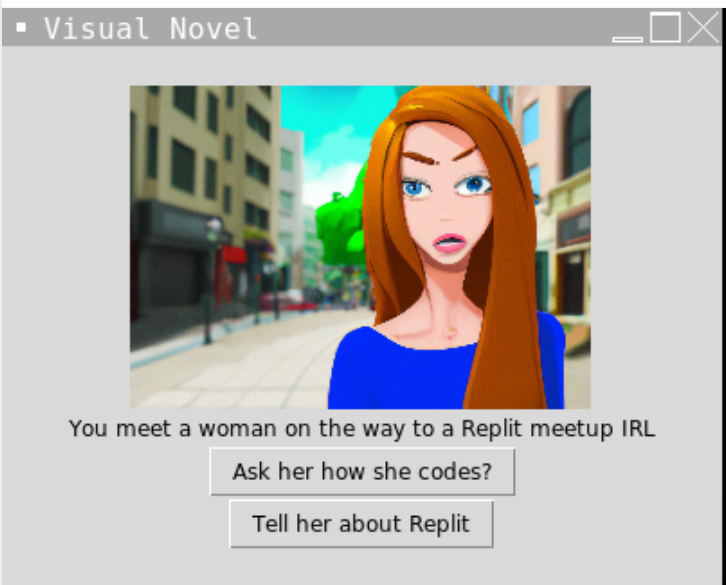 Visual Novel
You meet a woman on the way to a Replit meetup IRL
Ask her how she codes?
Tell her about Replit